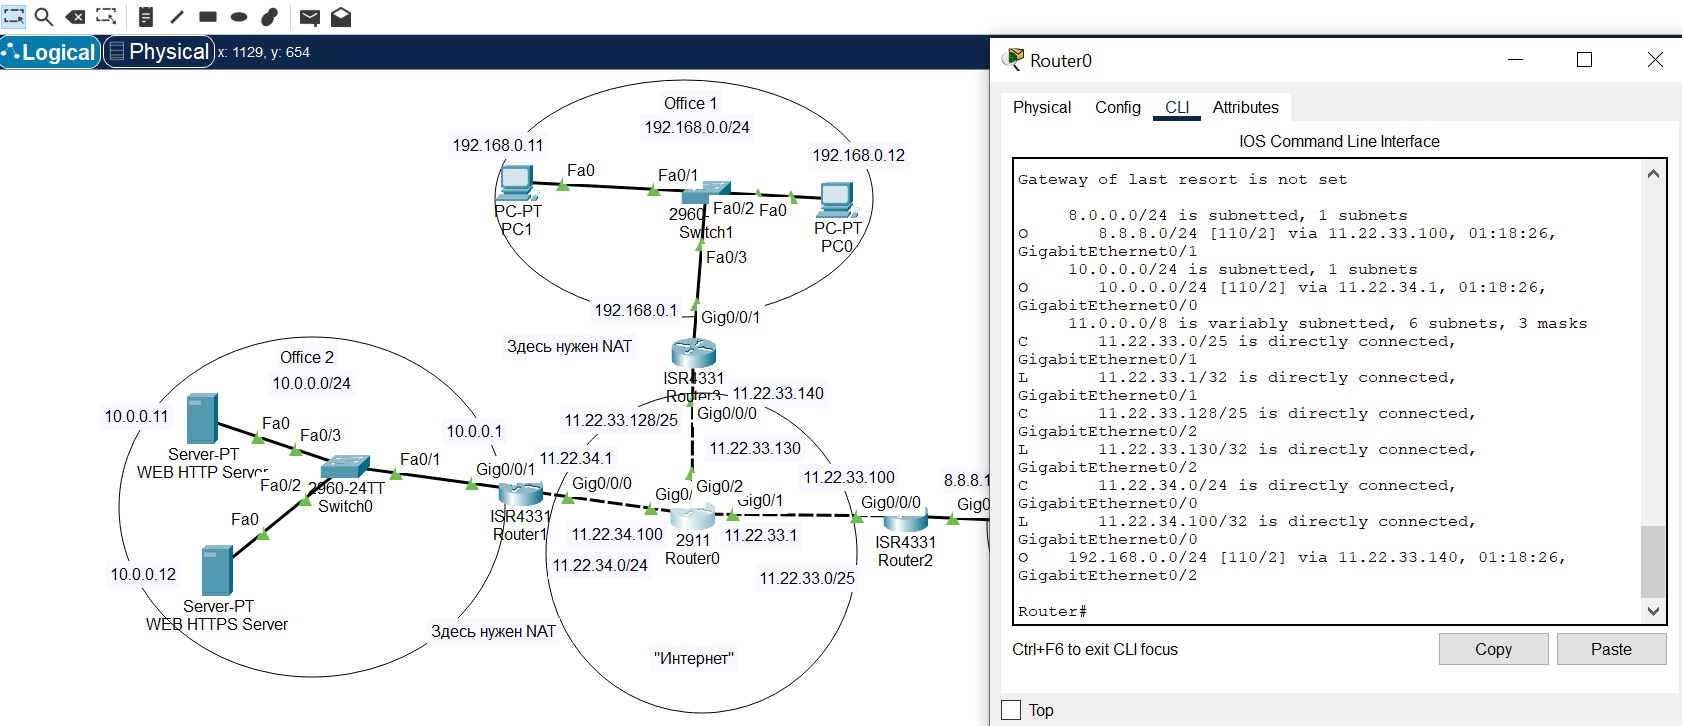 Logical
Physical
x: 1129, y: 654
Office 1
192.168.0.0/24
192.168.0.11
192.168.0.12
Fa0
Fa0/1
PC-PT
PC1
2960-
Switch1
Fa0/2
Fa0
PC-PT
PC0
Fa0/3
192.168.0.1
Gig0/0/1
Здесь нужен NAT
ISR4331
Router3
11.22.33.140
Gig0/0/0
11.22.33.128/25
11.22.33.130
Office 2
10.0.0.0/24
10.0.0.11
Fa0
Fa0/3
Server-PT
WEB HTTP Server
10.0.0.1
Fa0/1
Fa0/2
2960-24TT
Switch0
Fa0
10.0.0.12
Server-PT
WEB HTTPS Server
Gig0/0/1
11.22.34.1
Gig0/0/0
ISR4331
Router1
11.22.34.100
11.22.34.0/24
Здесь нужен NAT
Gig0/
Gig0/2
Gig0/1
2911
Router0
11.22.33.1
11.22.33.0/25
11.22.33.100
Gig0/0/0
ISR4331
Router2
8.8.8.1
Gig0
"Интернет"
Router0
Physical
Config
CLI
Attributes
IOS Command Line Interface
Gateway of last resort is not set
8.0.0.0/24 is subnetted, 1 subnets
O 8.8.8.0/24 [110/2] via 11.22.33.100, 01:18:26,
GigabitEthernet0/1
10.0.0.0/24 is subnetted, 1 subnets
O 10.0.0.0/24 [110/2] via 11.22.34.1, 01:18:26,
GigabitEthernet0/0
11.0.0.0/8 is variably subnetted, 6 subnets, 3 masks
C 11.22.33.0/25 is directly connected,
GigabitEthernet0/1
L 11.22.33.1/32 is directly connected,
GigabitEthernet0/1
C 11.22.33.128/25 is directly connected,
GigabitEthernet0/2
L 11.22.33.130/32 is directly connected,
GigabitEthernet0/2
C 11.22.34.0/24 is directly connected,
GigabitEthernet0/0
L 11.22.34.100/32 is directly connected,
GigabitEthernet0/0
O 192.168.0.0/24 [110/2] via 11.22.33.140, 01:18:26,
GigabitEthernet0/2
Router#
Ctrl+F6 to exit CLI focus
Copy
Paste
Top